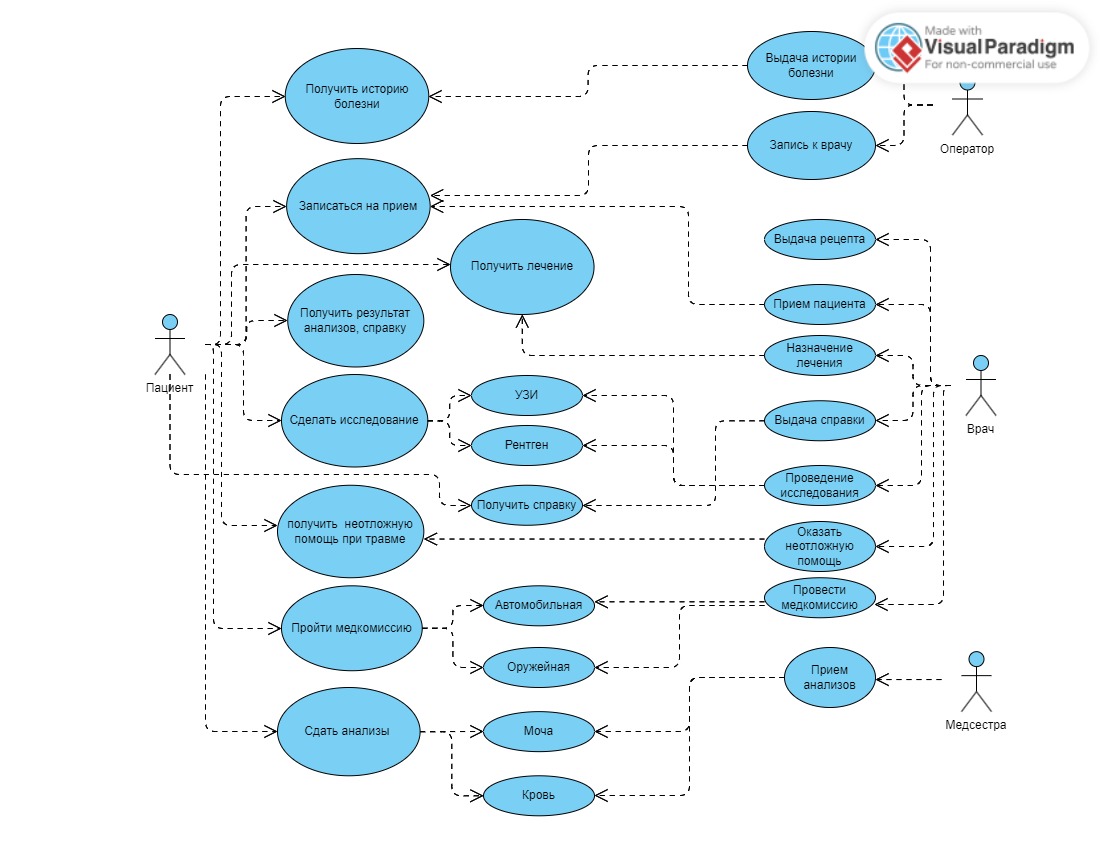 Made with
Visual Paradigm
For non-commercial use
Выдача истории
болезни
Получить историю
болезни
Оператор
Запись к врачу
Записаться на прием
Выдача рецепта
Получить лечение
Прием пациента
Получить результат
анализов, справку
Назначение
лечения
Пациент
УЗИ
Врач
Сделать исследование
Выдача справки
Рентген
Проведение
исследования
Получить справку
получить неотложную
помощь при травме
Оказать
неотложную
помощь
Провести
медкомиссию
Автомобильная
Пройти медкомиссию
Оружейная
Прием
анализов
Медсестра
Сдать анализы
Моча
Кровь